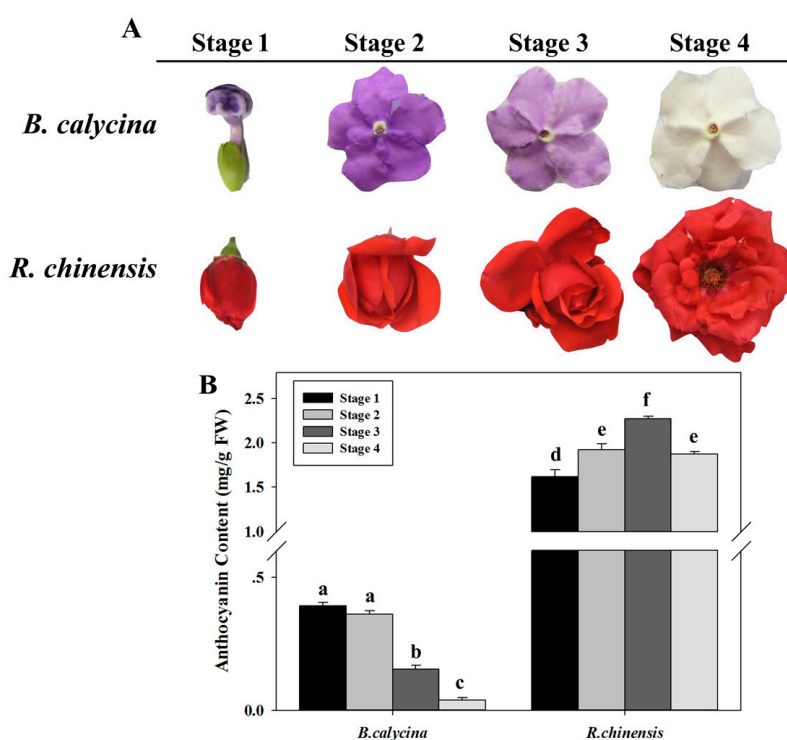 A
Stage 1 Stage 2 Stage 3 Stage 4
B. calycina
R. chinensis
B
Stage 1
Stage 2
Stage 3
Stage 4
Anthocyanin Content (mg/g FW)
2.5
2.0
1.5
1.0
.5
0.0
a a b c
d e f e
B.calycina R.chinensis